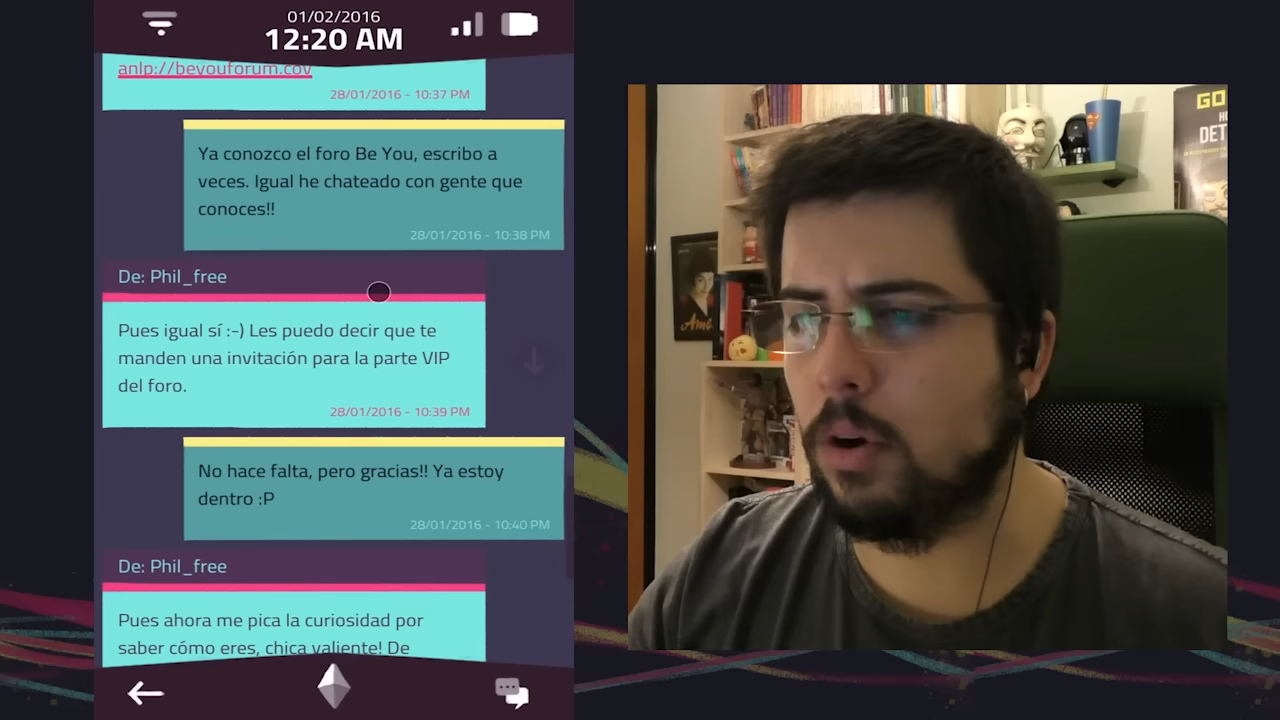 01/02/2016
12:20 AM
anlp://beyouforum.cov
28/01/2016 - 10:37 PM
Ya conozco el foro Be You, escribo a
veces. Igual he chateado con gente que
conoces!!
28/01/2016 - 10:38 PM
De: Phil_free
Pues igual sí :-) Les puedo decir que te
manden una invitación para la parte VIP
del foro.
28/01/2016 - 10:39 PM
No hace falta, pero gracias!! Ya estoy
dentro :P
28/01/2016 - 10:40 PM
De: Phil_free
Pues ahora me pica la curiosidad por
saber cómo eres, chica valiente! De
GO
DET